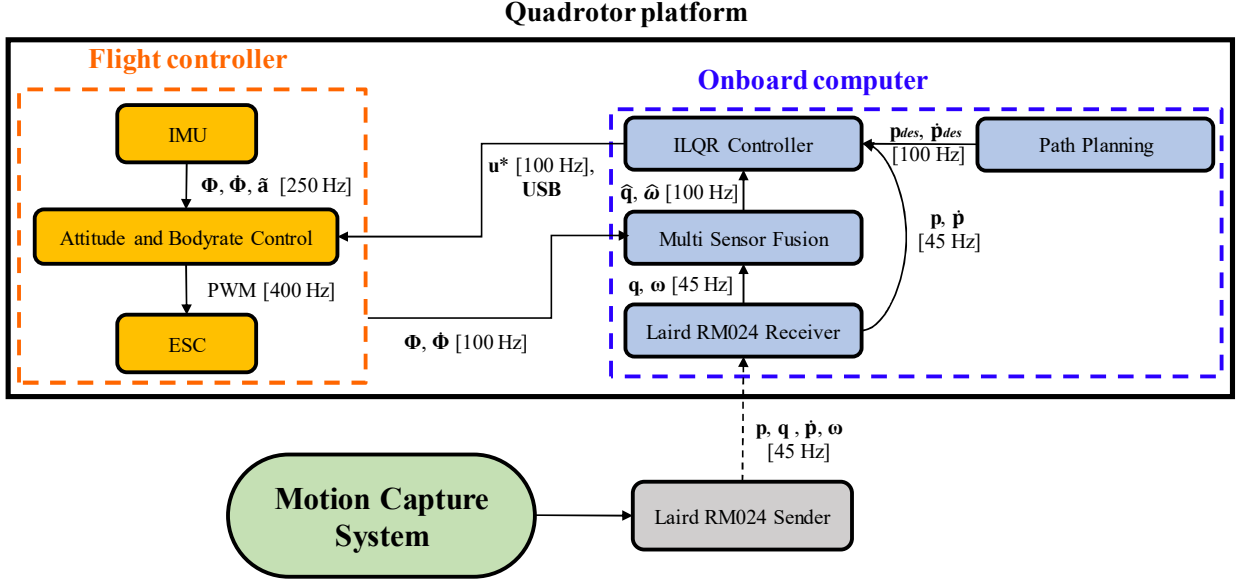 Quadrotor platform
Flight controller
IMU
Φ, Φ̇, ã [250 Hz]
Attitude and Bodyrate Control
PWM [400 Hz]
ESC
u* [100 Hz],
USB
Φ, Φ̇ [100 Hz]
Onboard computer
ILQR Controller
p_des, ṗ_des
[100 Hz]
Path Planning
q̂, ω̂ [100 Hz]
Multi Sensor Fusion
p, ṗ
[45 Hz]
q, ω [45 Hz]
Laird RM024 Receiver
p, q , ṗ, ω
[45 Hz]
Motion Capture
System
Laird RM024 Sender